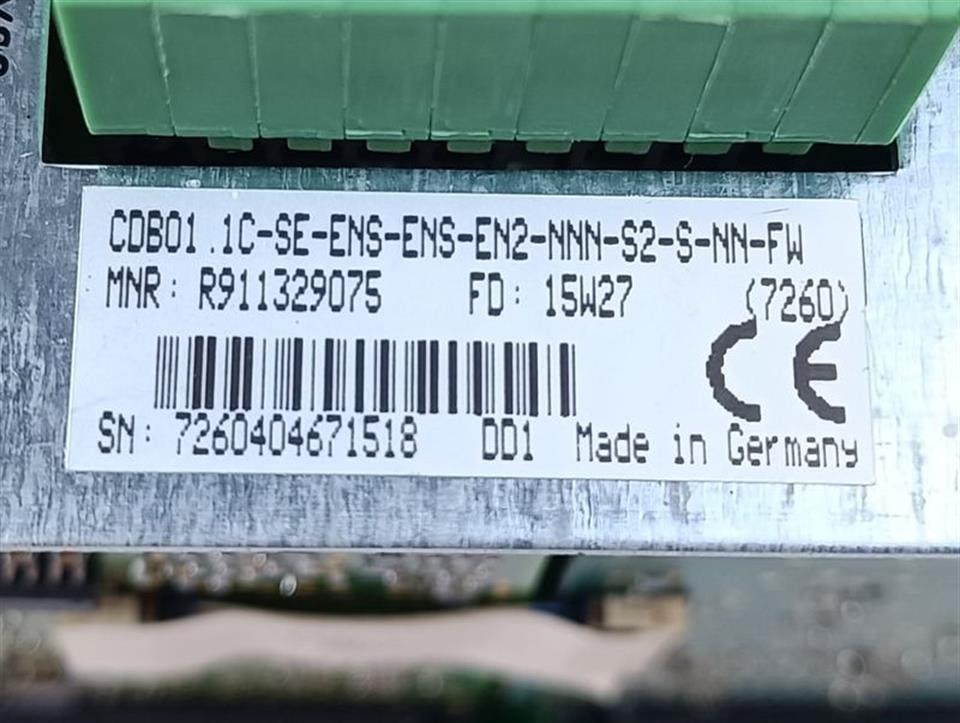 CDB01.1C-SE-ENS-ENS-EN2-NNN-S2-S-NN-FW
MNR: R911329075 FD: 15W27 (7260)
CE
SN: 7260404671518 DD1 Made in Germany